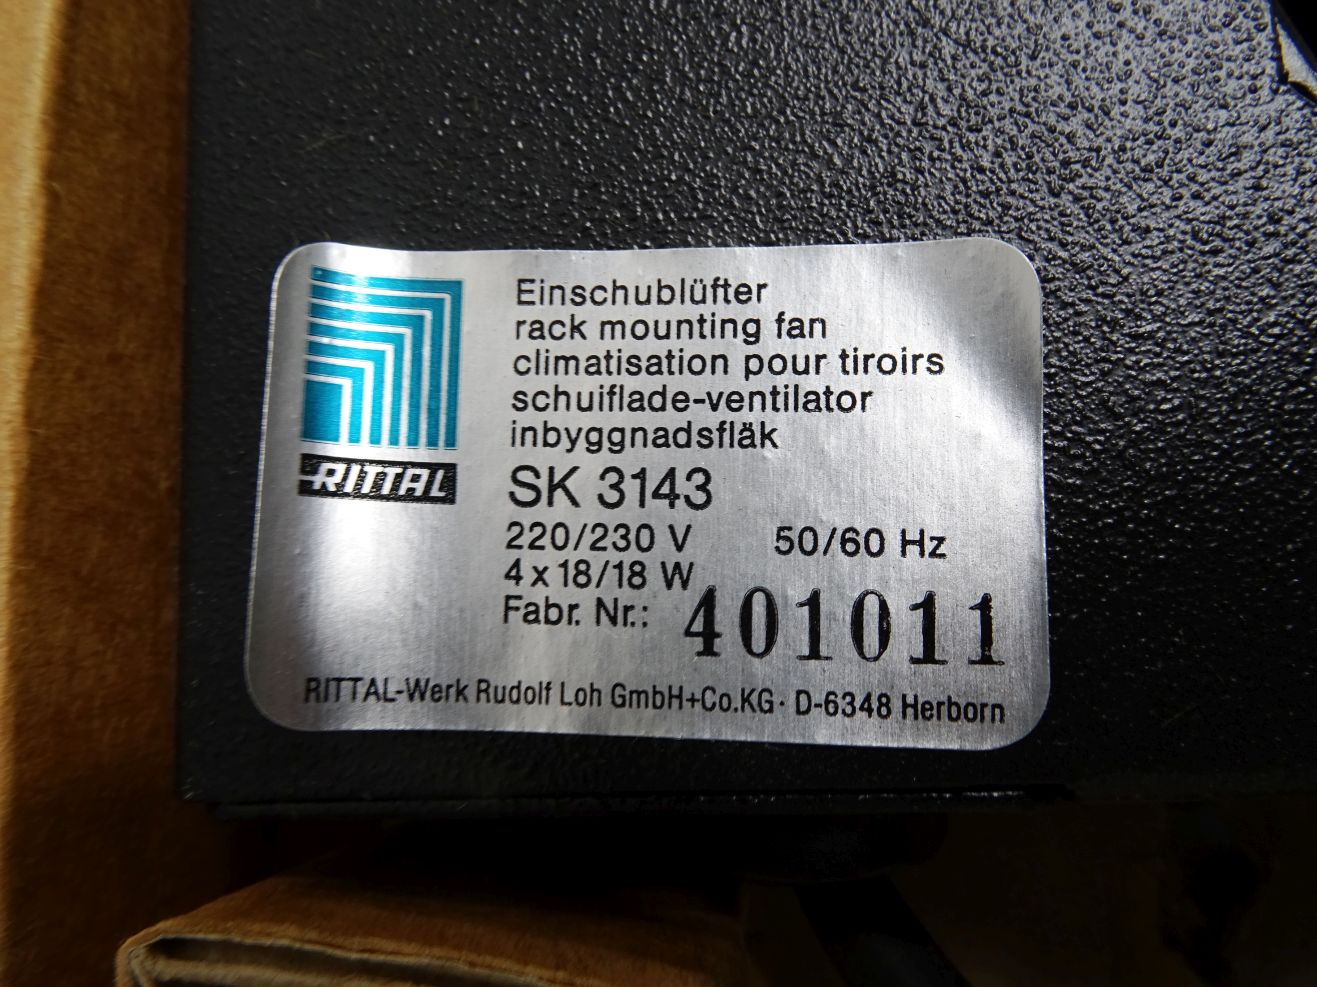 Einschublüfter
rack mounting fan
climatisation pour tiroirs
schuiflade-ventilator
inbyggnadsfläk
RITTAL
SK 3143
220/230 V 50/60 Hz
4 x 18/18 W
Fabr. Nr.: 401011
RITTAL-Werk Rudolf Loh GmbH+Co.KG · D-6348 Herborn